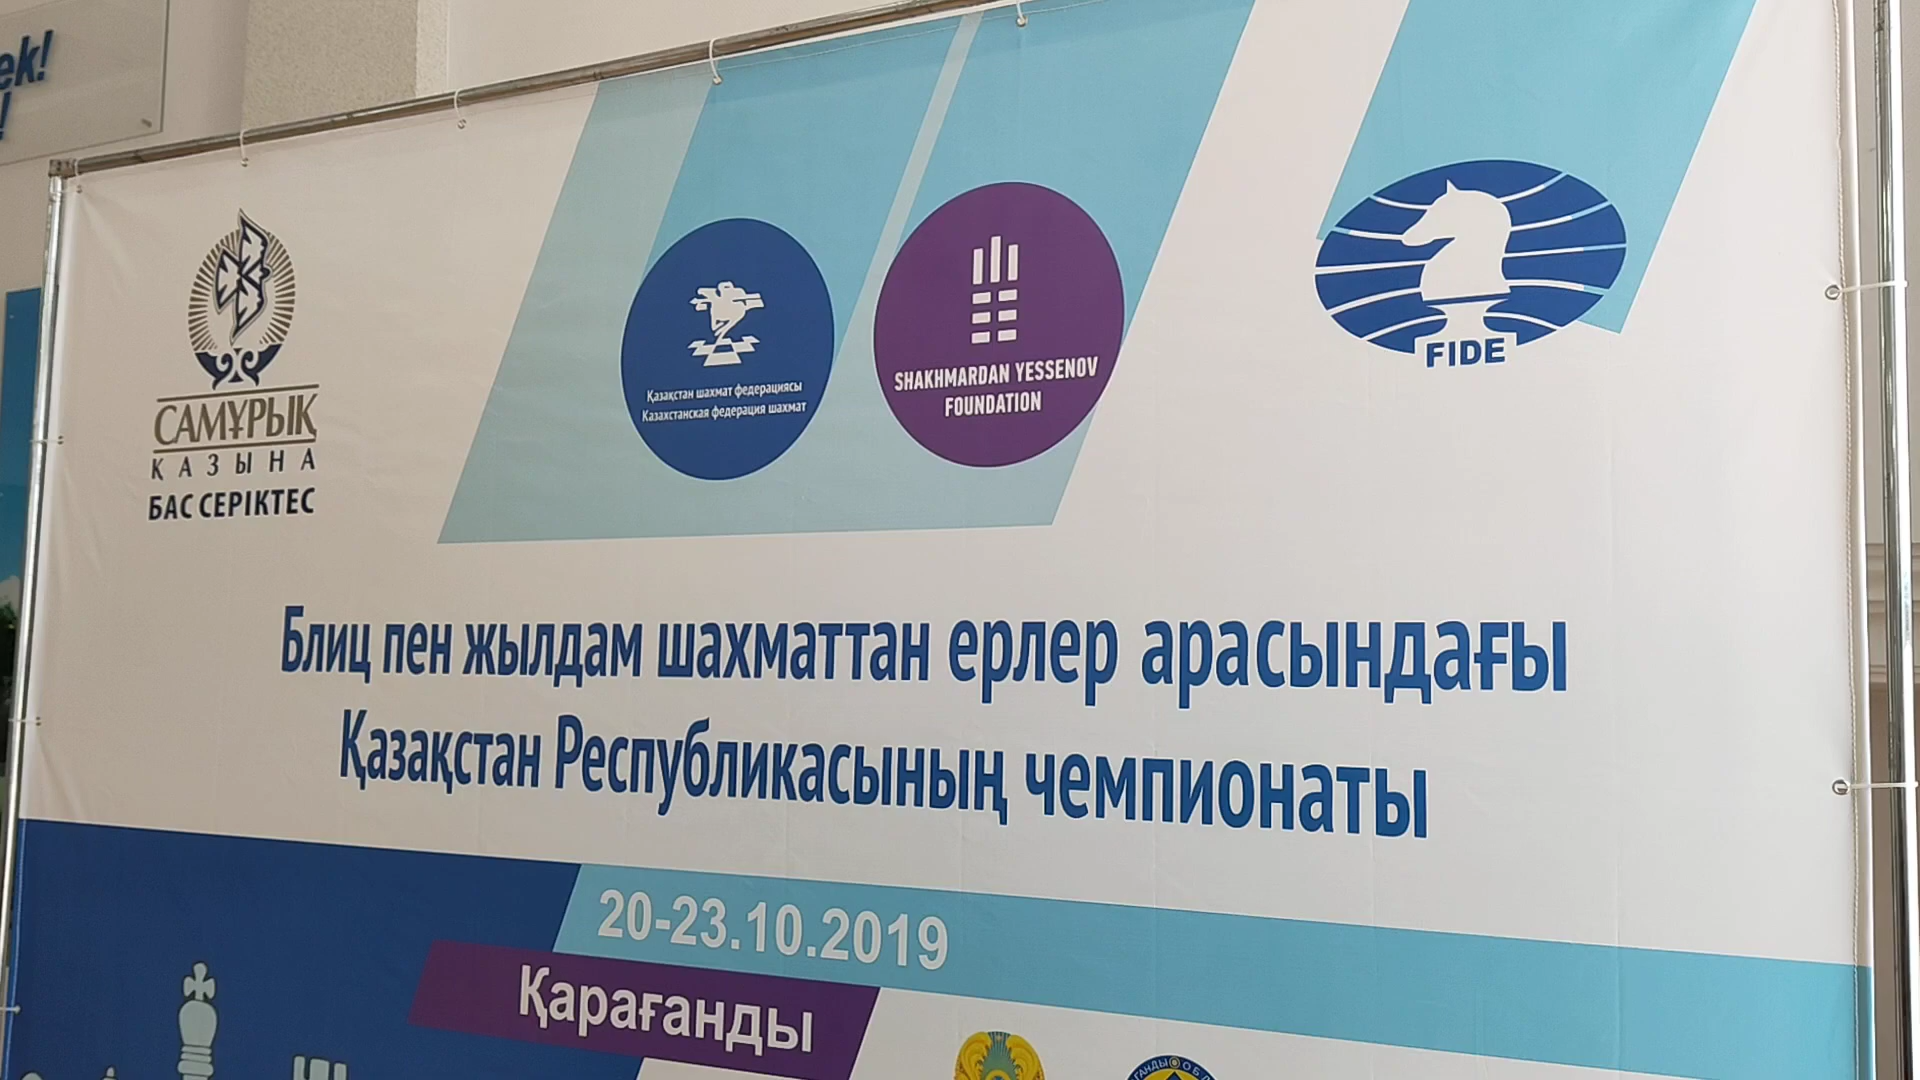 САМҰРЫҚ
ҚАЗЫНА
БАС СЕРІКТЕС
Қазақстан шахмат федерациясы
Казахстанская федерация шахмат
SHAKHMARDAN YESSENOV
FOUNDATION
FIDE
Блиц пен жылдам шахматтан ерлер арасындағы
Қазақстан Республикасының чемпионаты
20-23.10.2019
Қарағанды